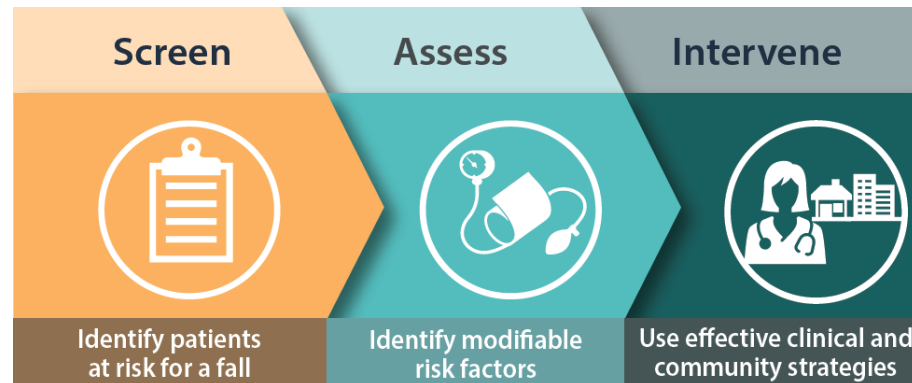 Screen
Assess
Intervene
Identify patients
at risk for a fall
Identify modifiable
risk factors
Use effective clinical and
community strategies